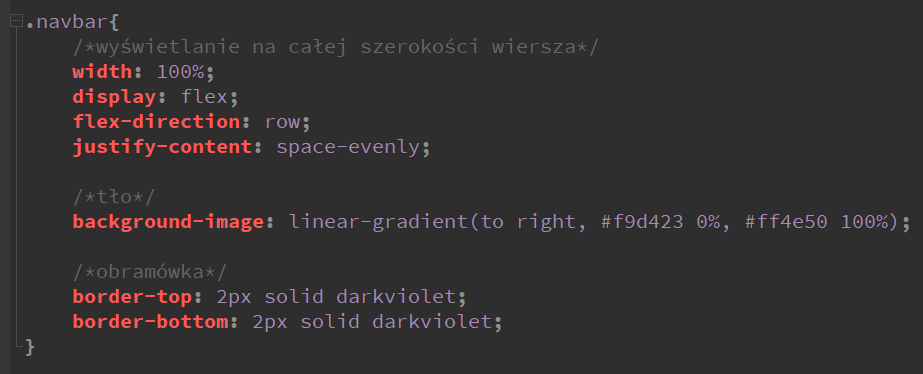 .navbar{
/*wyświetlanie na całej szerokości wiersza*/
width: 100%;
display: flex;
flex-direction: row;
justify-content: space-evenly;
/*tło*/
background-image: linear-gradient(to right, #f9d423 0%, #ff4e50 100%);
/*obramówka*/
border-top: 2px solid darkviolet;
border-bottom: 2px solid darkviolet;
}